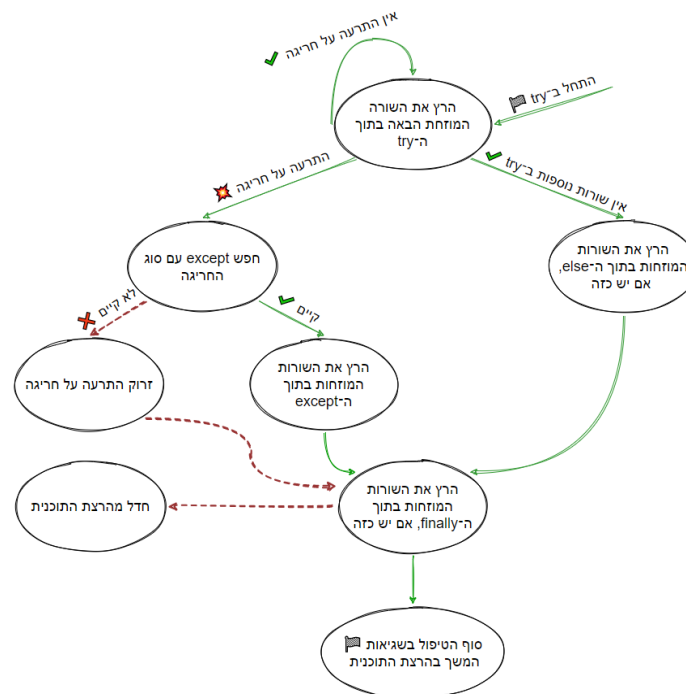 אין התרעה על חריגה
התחל ב־try
הרץ את השורה
המוזחת הבאה בתוך
ה־try
התרעה על חריגה
אין שורות נוספות ב־try
חפש except עם סוג
החריגה
הרץ את השורות
המוזחות בתוך ה־else,
אם יש כזה
לא קיים
קיים
זרוק התרעה על חריגה
הרץ את השורות
המוזחות בתוך
ה־except
חדל מהרצת התוכנית
הרץ את השורות
המוזחות בתוך
ה־finally, אם יש כזה
סוף הטיפול בשגיאות
המשך בהרצת התוכנית